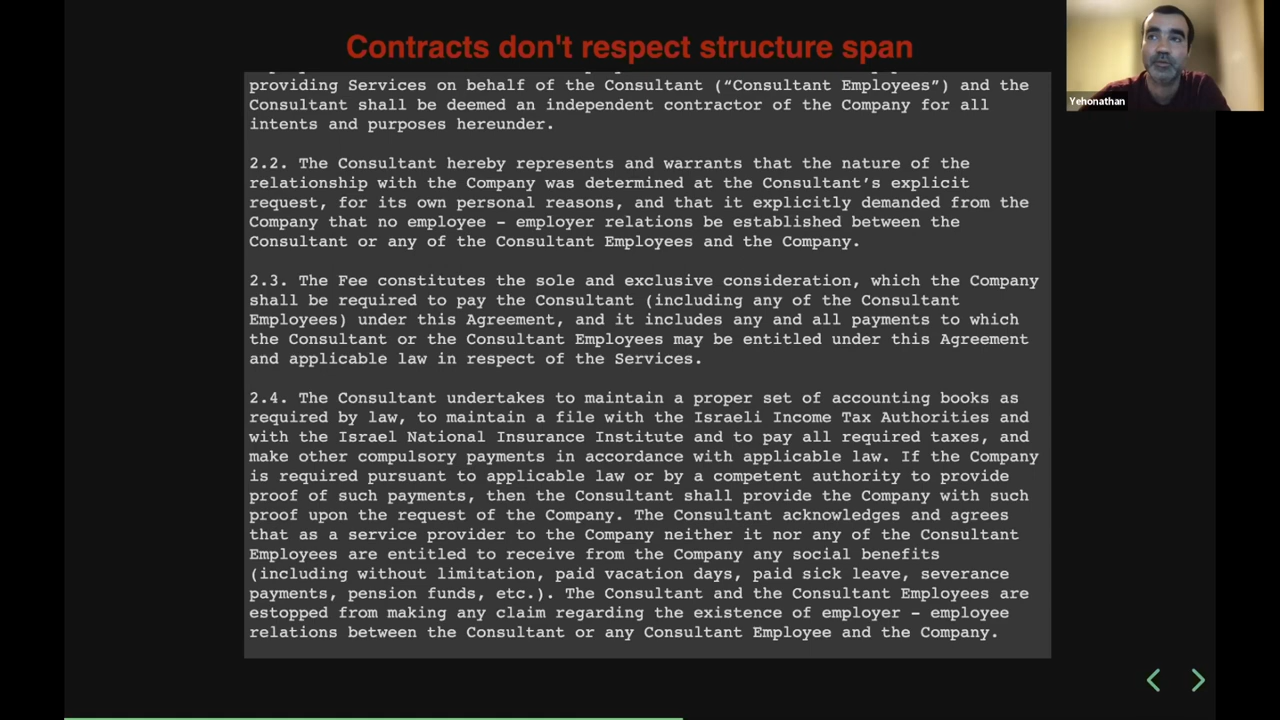 Contracts don't respect structure span
Yehonathan
providing Services on behalf of the Consultant (“Consultant Employees”) and the
Consultant shall be deemed an independent contractor of the Company for all
intents and purposes hereunder.
2.2. The Consultant hereby represents and warrants that the nature of the
relationship with the Company was determined at the Consultant’s explicit
request, for its own personal reasons, and that it explicitly demanded from the
Company that no employee – employer relations be established between the
Consultant or any of the Consultant Employees and the Company.
2.3. The Fee constitutes the sole and exclusive consideration, which the Company
shall be required to pay the Consultant (including any of the Consultant
Employees) under this Agreement, and it includes any and all payments to which
the Consultant or the Consultant Employees may be entitled under this Agreement
and applicable law in respect of the Services.
2.4. The Consultant undertakes to maintain a proper set of accounting books as
required by law, to maintain a file with the Israeli Income Tax Authorities and
with the Israel National Insurance Institute and to pay all required taxes, and
make other compulsory payments in accordance with applicable law. If the Company
is required pursuant to applicable law or by a competent authority to provide
proof of such payments, then the Consultant shall provide the Company with such
proof upon the request of the Company. The Consultant acknowledges and agrees
that as a service provider to the Company neither it nor any of the Consultant
Employees are entitled to receive from the Company any social benefits
(including without limitation, paid vacation days, paid sick leave, severance
payments, pension funds, etc.). The Consultant and the Consultant Employees are
estopped from making any claim regarding the existence of employer – employee
relations between the Consultant or any Consultant Employee and the Company.